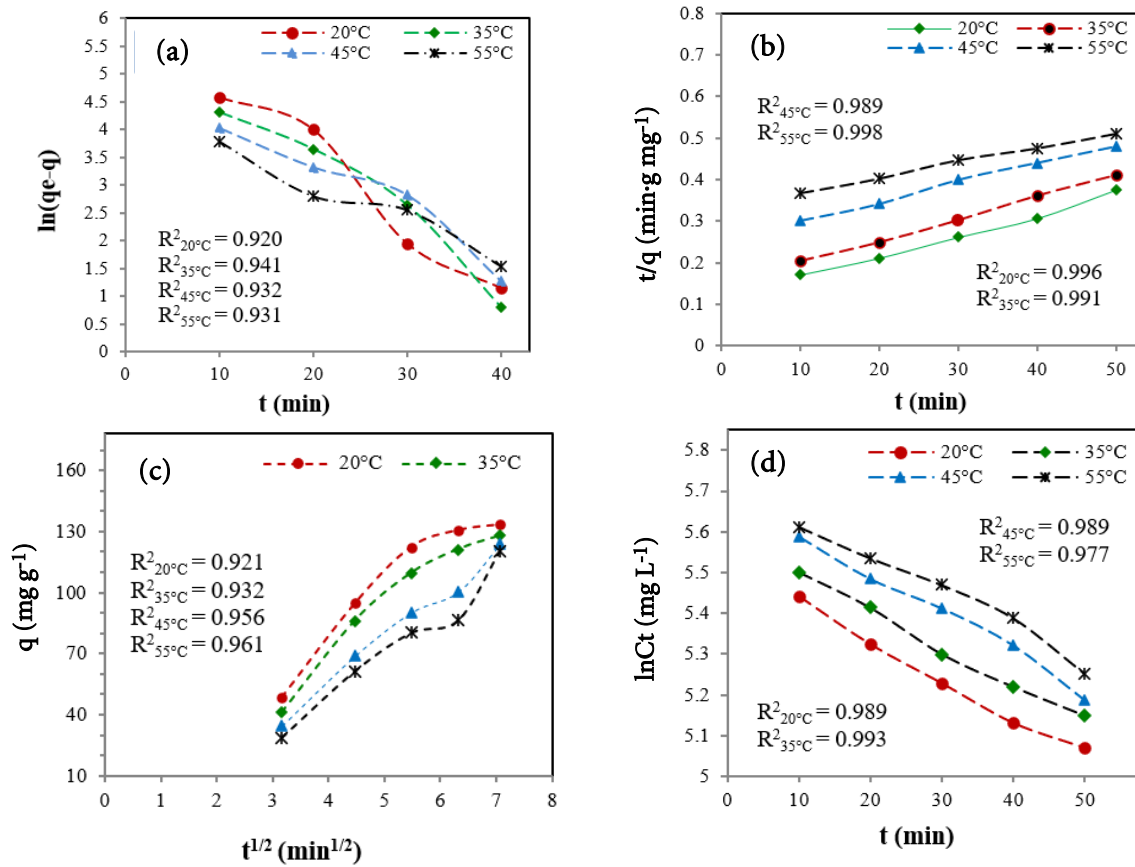 (a)
20°C
35°C
45°C
55°C
6
5.5
5
4.5
4
3.5
3
2.5
2
1.5
1
0.5
0
ln(qe-q)
R²20°C = 0.920
R²35°C = 0.941
R²45°C = 0.932
R²55°C = 0.931
0 10 20 30 40
t (min)
(b)
20°C
35°C
45°C
55°C
0.8
0.7
0.6
0.5
0.4
0.3
0.2
0.1
0
t/q (min·g mg⁻¹)
R²45°C = 0.989
R²55°C = 0.998
R²20°C = 0.996
R²35°C = 0.991
0 10 20 30 40 50
t (min)
(c)
20°C
35°C
160
130
100
70
40
10
q (mg g⁻¹)
R²20°C = 0.921
R²35°C = 0.932
R²45°C = 0.956
R²55°C = 0.961
0 1 2 3 4 5 6 7 8
t^1/2 (min^1/2)
(d)
20°C
35°C
45°C
55°C
5.8
5.7
5.6
5.5
5.4
5.3
5.2
5.1
5
lnCt (mg L⁻¹)
R²45°C = 0.989
R²55°C = 0.977
R²20°C = 0.989
R²35°C = 0.993
0 10 20 30 40 50
t (min)